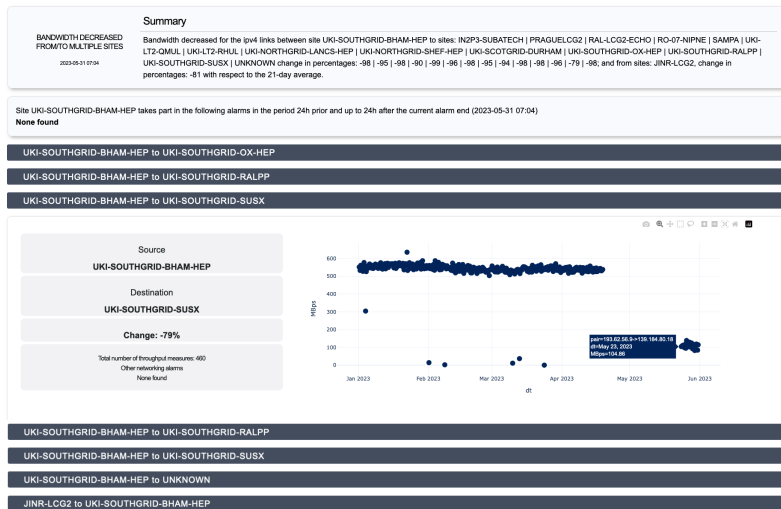 Summary
BANDWIDTH DECREASED
FROM/TO MULTIPLE SITES
2023-05-31 07:04
Bandwidth decreased for the ipv4 links between site UKI-SOUTHGRID-BHAM-HEP to sites: IN2P3-SUBATECH | PRAGUELCG2 | RAL-LCG2-ECHO | RO-07-NIPNE | SAMPA | UKI-
LT2-QMUL | UKI-LT2-RHUL | UKI-NORTHGRID-LANCS-HEP | UKI-NORTHGRID-SHEF-HEP | UKI-SCOTGRID-DURHAM | UKI-SOUTHGRID-OX-HEP | UKI-SOUTHGRID-RALPP |
UKI-SOUTHGRID-SUSX | UNKNOWN change in percentages: -98 | -95 | -98 | -90 | -99 | -96 | -98 | -95 | -94 | -98 | -98 | -96 | -79 | -98; and from sites: JINR-LCG2, change in
percentages: -81 with respect to the 21-day average.
Site UKI-SOUTHGRID-BHAM-HEP takes part in the following alarms in the period 24h prior and up to 24h after the current alarm end (2023-05-31 07:04)
None found
UKI-SOUTHGRID-BHAM-HEP to UKI-SOUTHGRID-OX-HEP
UKI-SOUTHGRID-BHAM-HEP to UKI-SOUTHGRID-RALPP
UKI-SOUTHGRID-BHAM-HEP to UKI-SOUTHGRID-SUSX
Source
UKI-SOUTHGRID-BHAM-HEP
Destination
UKI-SOUTHGRID-SUSX
Change: -79%
Total number of throughput measures: 460
Other networking alarms
None found
MBps
600
500
400
300
200
100
0
pair=193.62.56.9->139.184.80.18
dt=May 23, 2023
MBps=104.86
Jan 2023
Feb 2023
Mar 2023
Apr 2023
May 2023
Jun 2023
dt
UKI-SOUTHGRID-BHAM-HEP to UKI-SOUTHGRID-RALPP
UKI-SOUTHGRID-BHAM-HEP to UKI-SOUTHGRID-SUSX
UKI-SOUTHGRID-BHAM-HEP to UNKNOWN
JINR-LCG2 to UKI-SOUTHGRID-BHAM-HEP